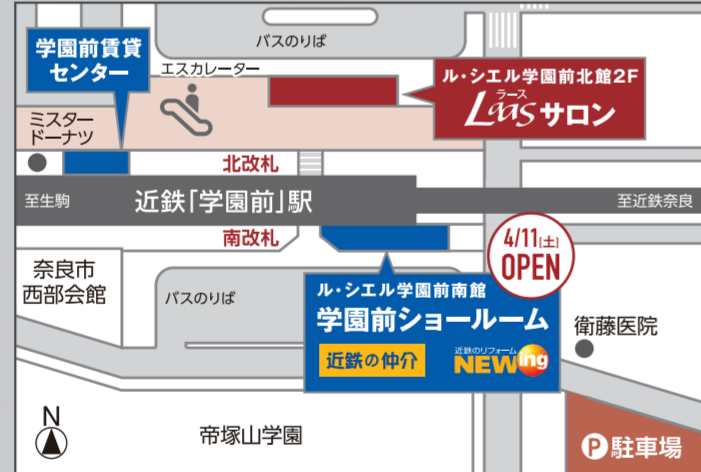 バスのりば
学園前賃貸
センター
エスカレーター
ル・シエル学園前北館2F
ラース
Laasサロン
ミスター
ドーナツ
北改札
至生駒
近鉄「学園前」駅
至近鉄奈良
南改札
4/11[土]
OPEN
奈良市
西部会館
バスのりば
ル・シエル学園前南館
学園前ショールーム
近鉄の仲介
近鉄のリフォーム
NEWing
衛藤医院
N
帝塚山学園
P駐車場